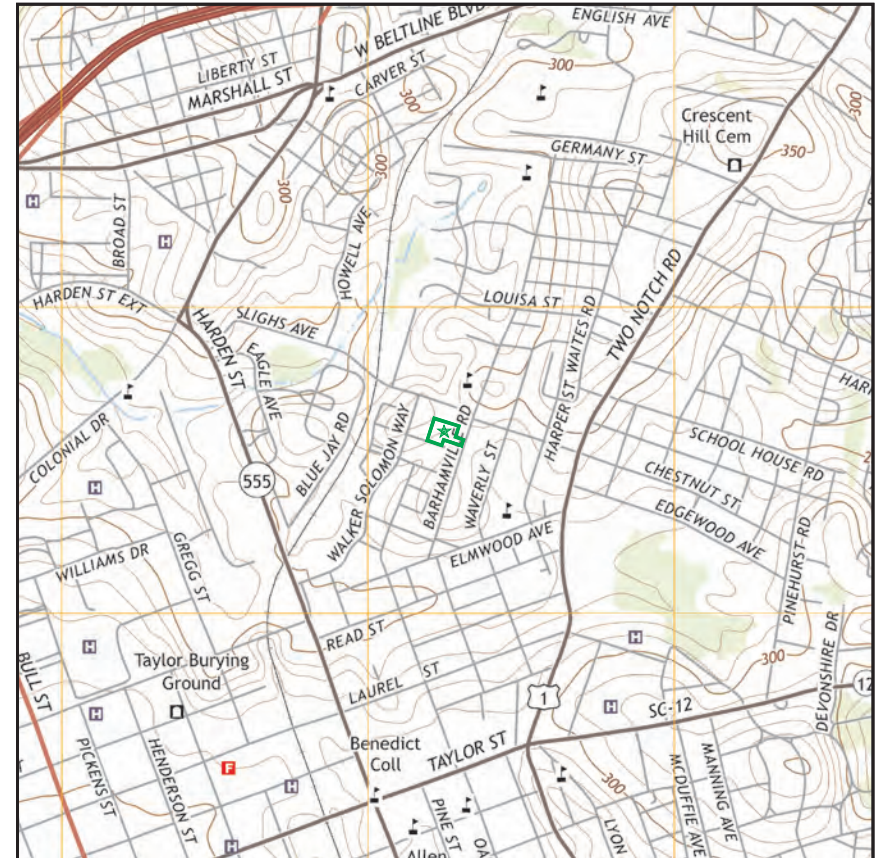 ENGLISH AVE
W BELTLINE BLVD
LIBERTY ST
MARSHALL ST
CARVER ST
300
300
300
300
300
Crescent
Hill Cem
350
GERMANY ST
H
BROAD ST
H
HOWELL AVE
TWO NOTCH RD
HARDEN ST EXT
HARDEN ST
SLIGHS AVE
LOUISA ST
HARPER ST WAITES RD
EAGLE AVE
COLONIAL DR
BLUE JAY RD
WALKER SOLOMON WAY
BARHAMVILLE RD
WAVERLY ST
SCHOOL HOUSE RD
CHESTNUT ST
EDGEWOOD AVE
555
H
WILLIAMS DR
GREGG ST
ELMWOOD AVE
PINEHURST RD
DEVONSHIRE DR
READ ST
H
H
300
BULL ST
Taylor Burying
Ground
LAUREL ST
1
H
SC-12
12
H
PICKENS ST
HENDERSON ST
F
H
Benedict
Coll
TAYLOR ST
300
MANNING AVE
MCDUFFIE AVE
PINE ST
LYON
H
Allen